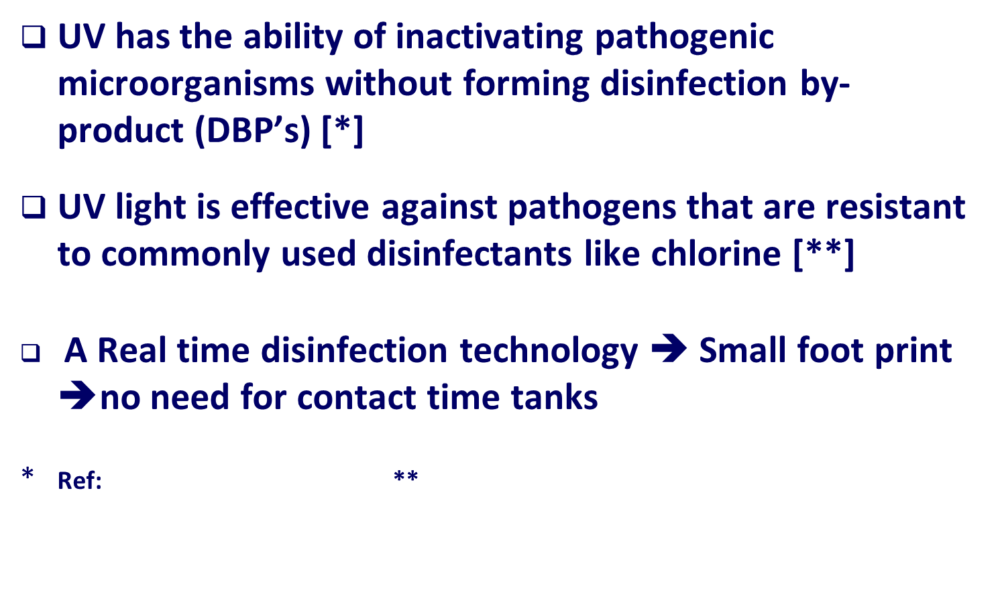 ❑ UV has the ability of inactivating pathogenic
microorganisms without forming disinfection by-
product (DBP’s) [*]
❑ UV light is effective against pathogens that are resistant
to commonly used disinfectants like chlorine [**]
❑ A Real time disinfection technology 🡺 Small foot print
🡺no need for contact time tanks
* Ref: **